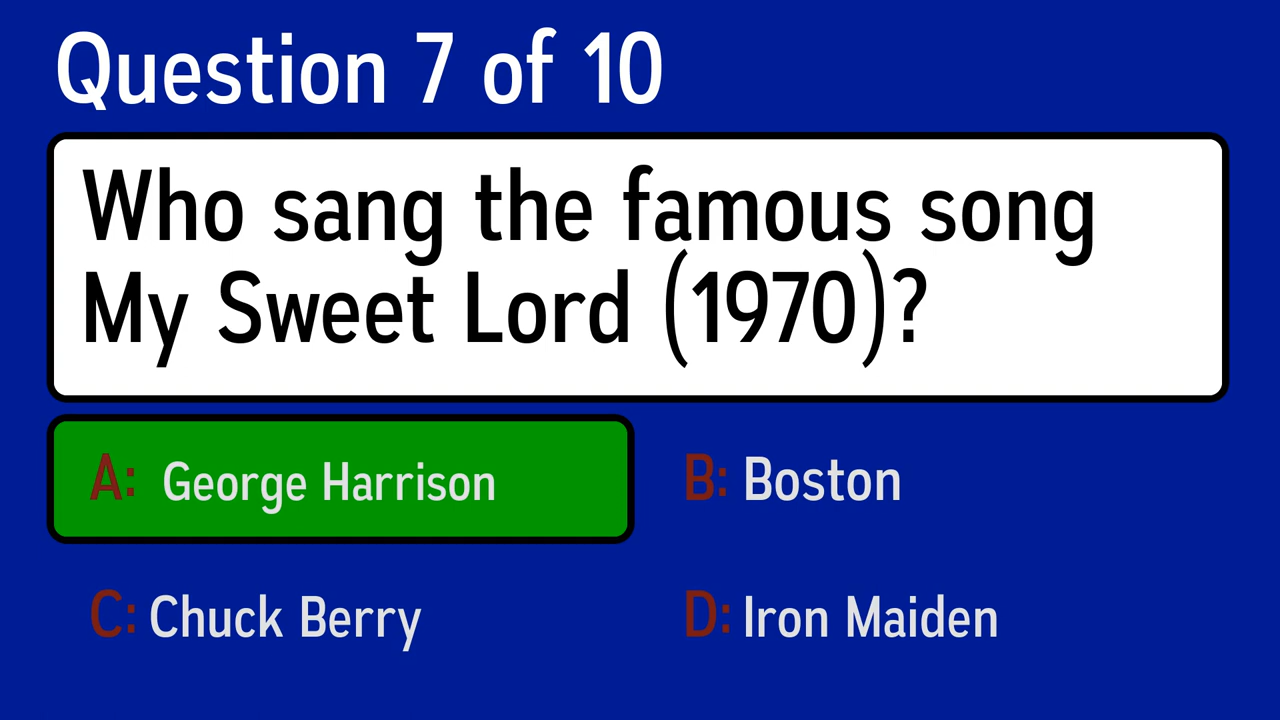 Question 7 of 10
Who sang the famous song
My Sweet Lord (1970)?
A: George Harrison
B: Boston
C: Chuck Berry
D: Iron Maiden